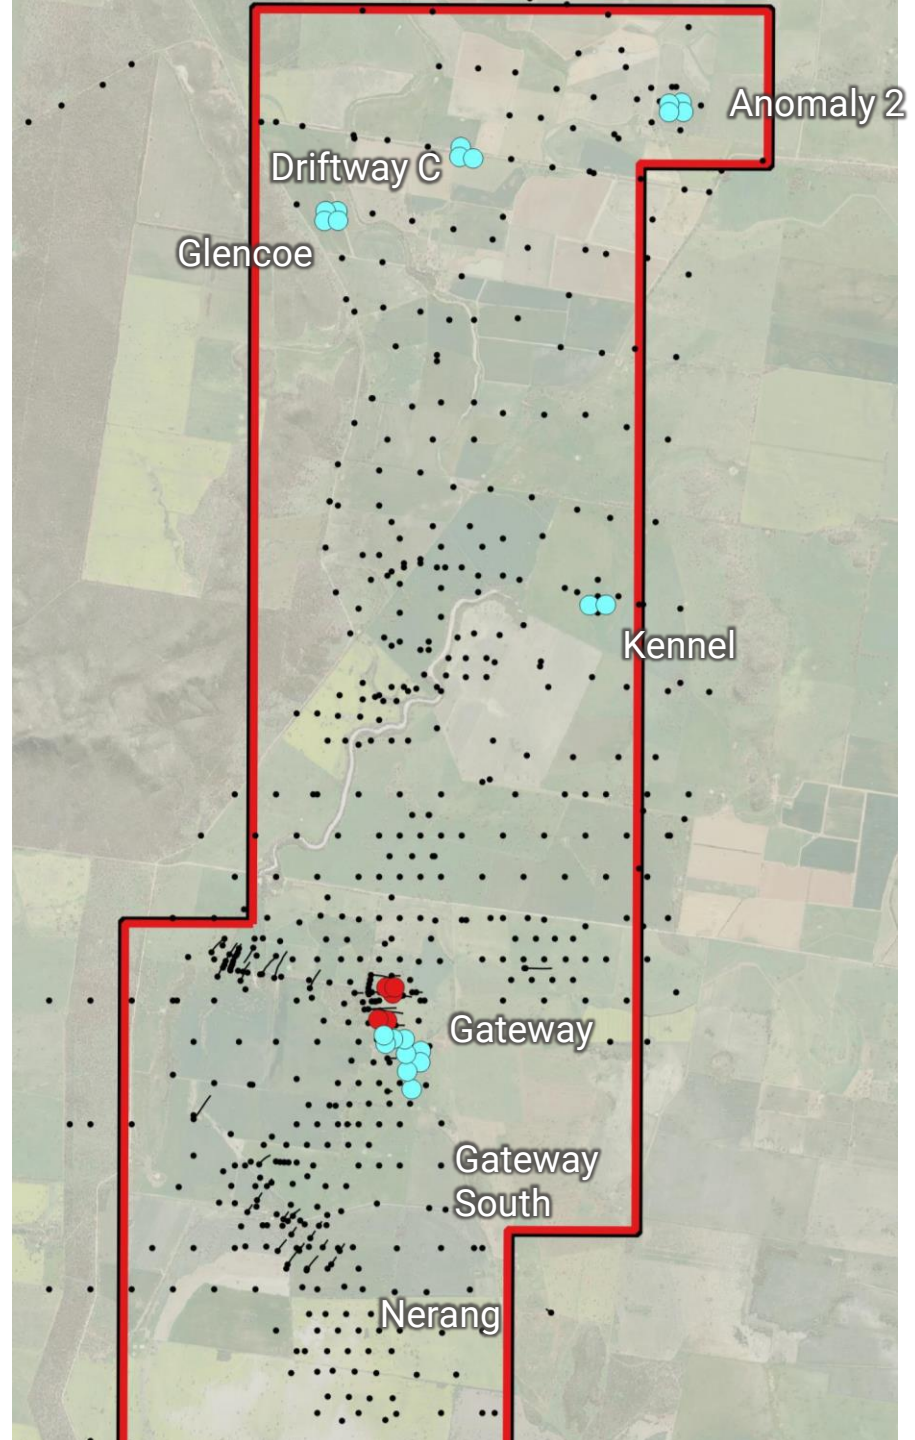 Anomaly 2
Driftway C
Glencoe
Kennel
Gateway
Gateway
South
Nerang